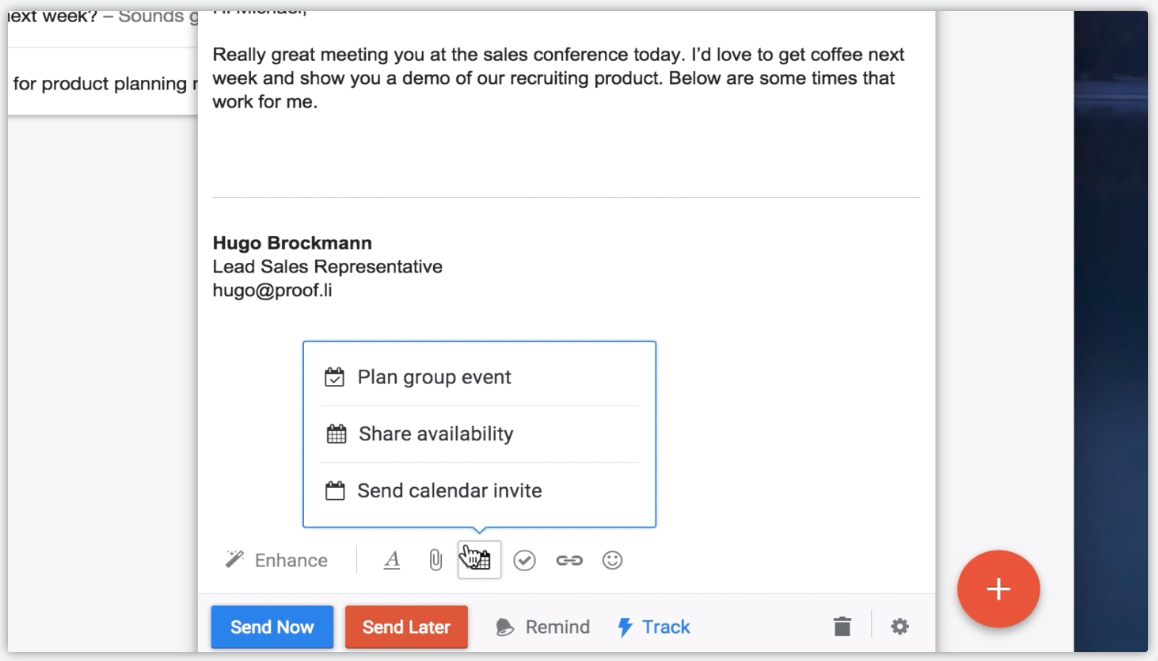 next week? – Sounds
for product planning
Hi Michael,
Really great meeting you at the sales conference today. I’d love to get coffee next
week and show you a demo of our recruiting product. Below are some times that
work for me.
Hugo Brockmann
Lead Sales Representative
hugo@proof.li
Plan group event
Share availability
Send calendar invite
Enhance
Send Now
Send Later
Remind
Track